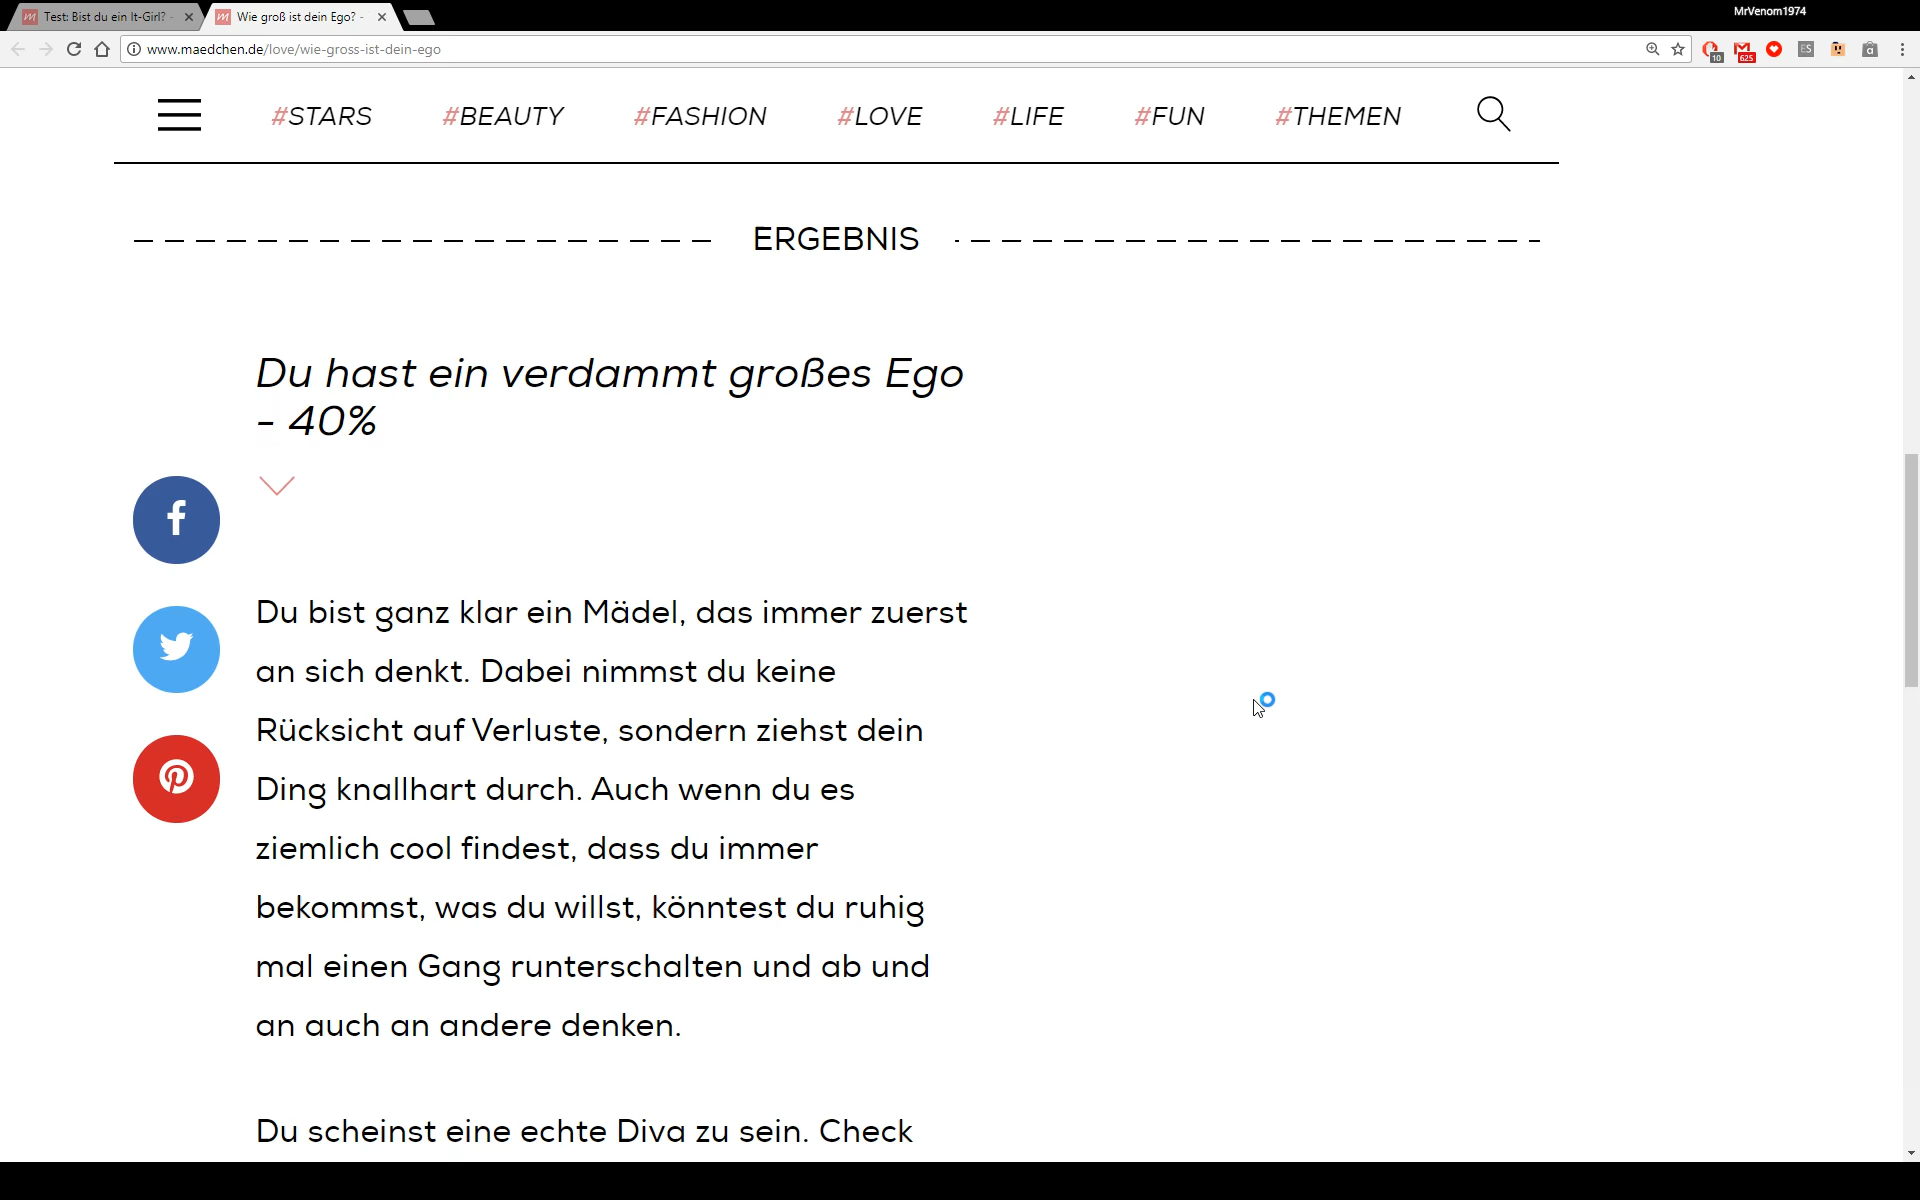 MrVenom1974
Test: Bist du ein It-Girl? -
Wie groß ist dein Ego? -
www.maedchen.de/love/wie-gross-ist-dein-ego
10
625
ES
a
#STARS #BEAUTY #FASHION #LOVE #LIFE #FUN #THEMEN
ERGEBNIS
Du hast ein verdammt großes Ego
- 40%
Du bist ganz klar ein Mädel, das immer zuerst
an sich denkt. Dabei nimmst du keine
Rücksicht auf Verluste, sondern ziehst dein
Ding knallhart durch. Auch wenn du es
ziemlich cool findest, dass du immer
bekommst, was du willst, könntest du ruhig
mal einen Gang runterschalten und ab und
an auch an andere denken.
Du scheinst eine echte Diva zu sein. Check